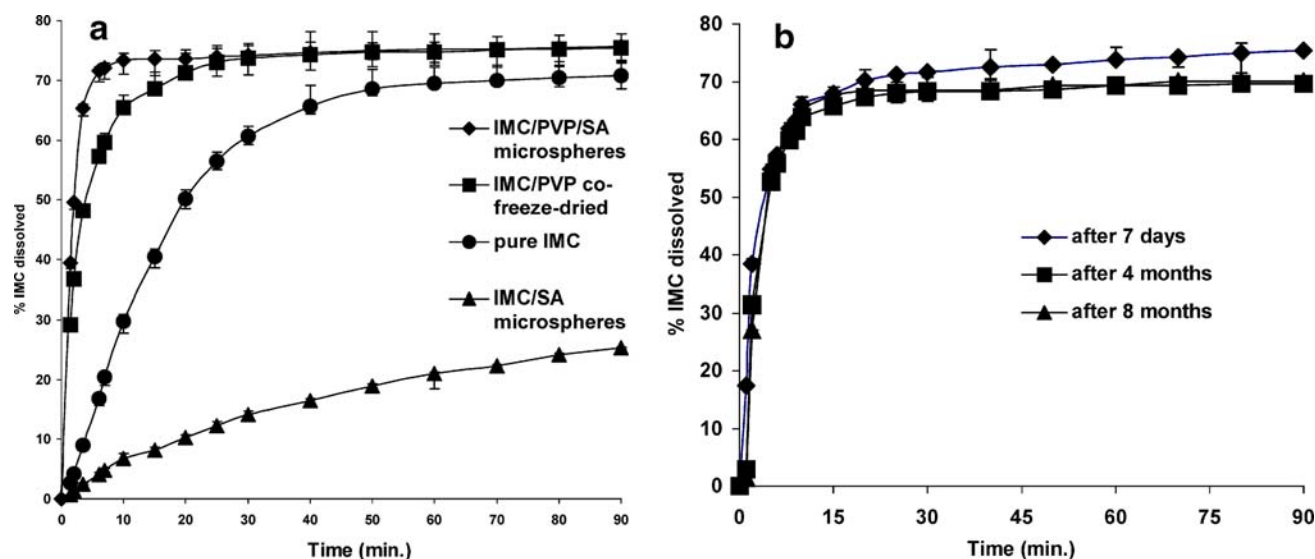 a
% IMC dissolved
80
70
60
50
40
30
20
10
0
0 10 20 30 40 50 60 70 80 90
Time (min.)
IMC/PVP/SA
microspheres
IMC/PVP co-
freeze-dried
pure IMC
IMC/SA
microspheres
b
% IMC dissolved
80
70
60
50
40
30
20
10
0
0 15 30 45 60 75 90
Time (min.)
after 7 days
after 4 months
after 8 months